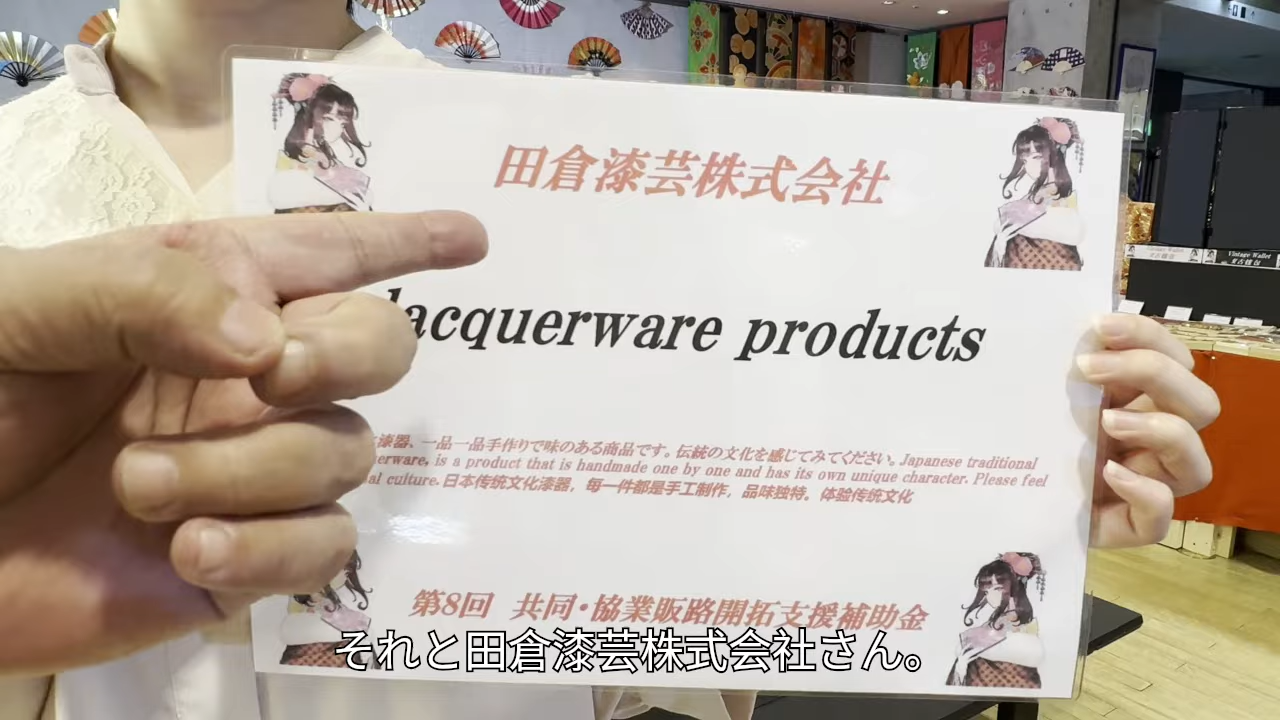 田倉漆芸株式会社
lacquerware products
漆器、一品一品手作りで味のある商品です。伝統の文化を感じてみてください。Japanese traditional
is a product that is handmade one by one and has its own unique character. Please feel
culture.日本传统文化漆器，每一件都是手工制作，品味独特。体验传统文化
第8回 共同・協業販路開拓支援補助金
それと田倉漆芸株式会社さん。
Vintage Wallet